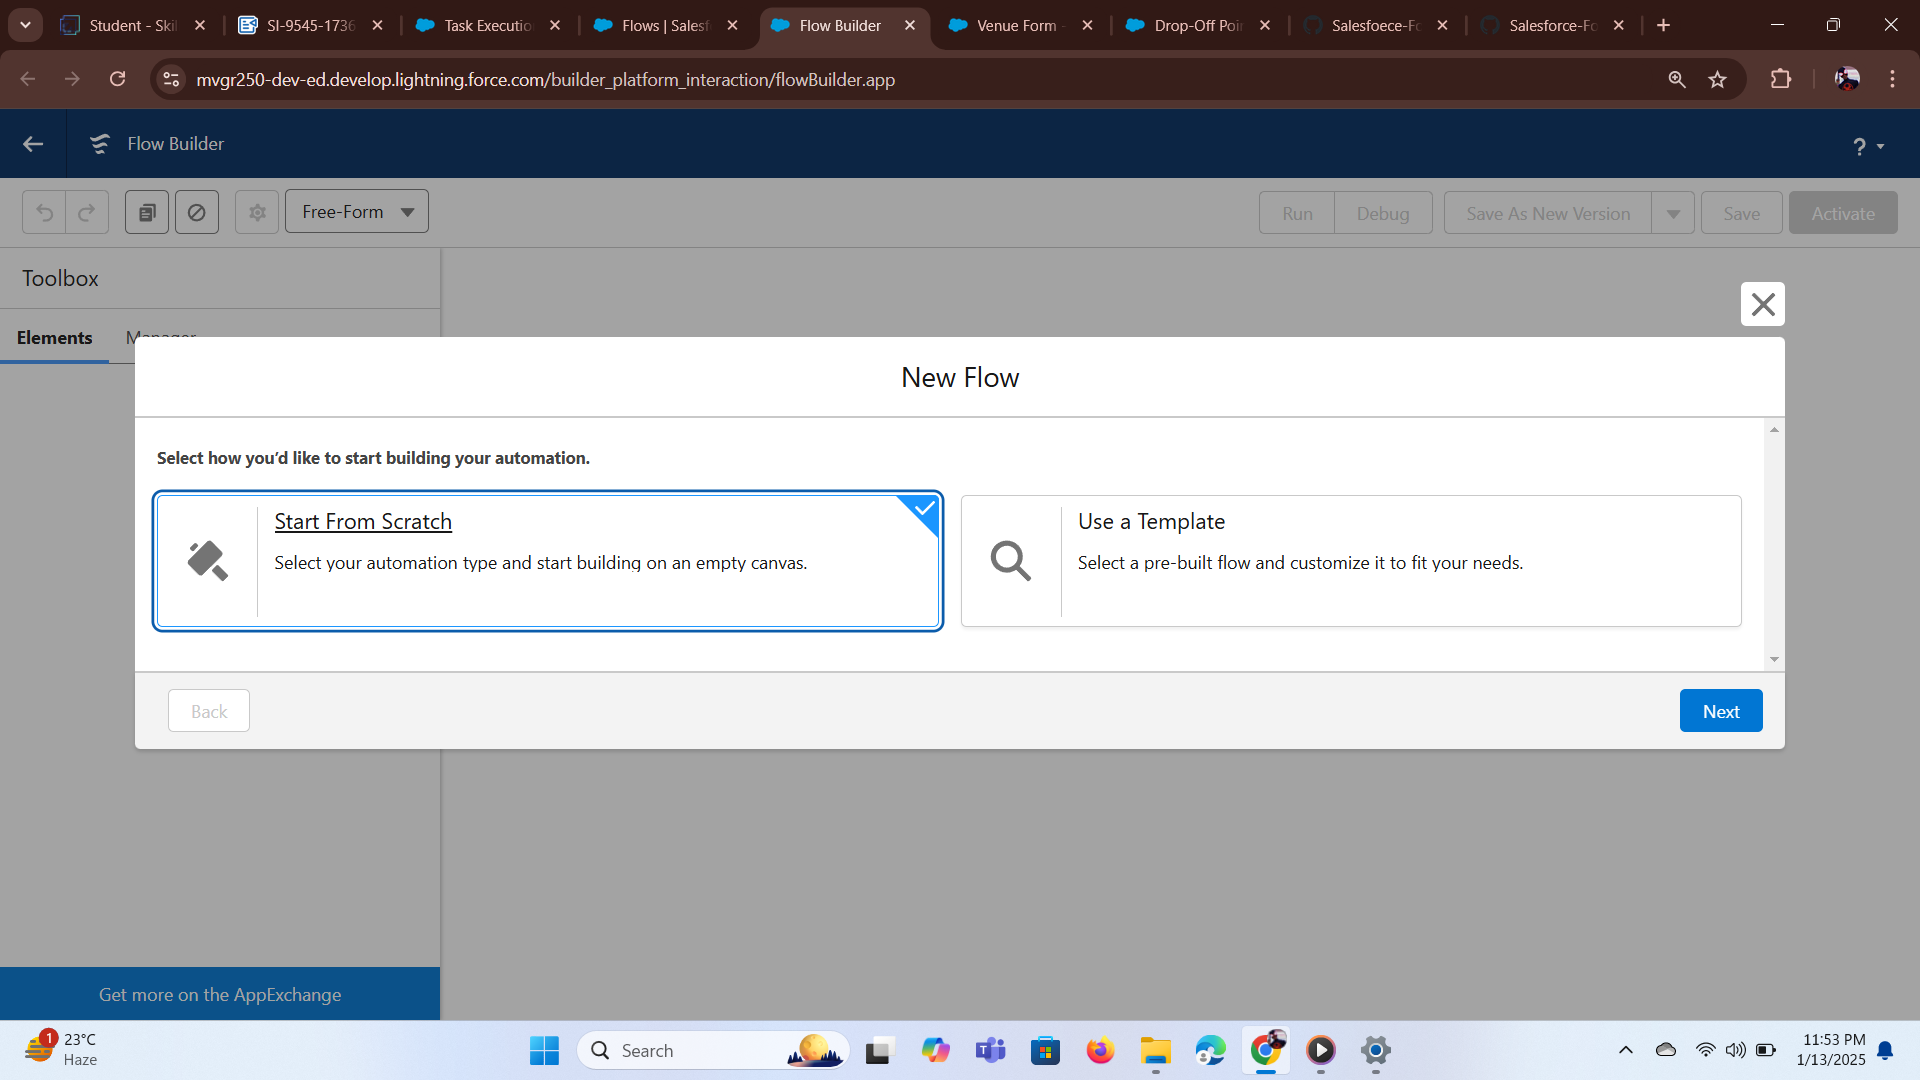 Student - Skil
SI-9545-1736
Task Executio
Flows | Salesf
Flow Builder
Venue Form -
Drop-Off Poi
Salesfoece-Fo
Salesforce-Fo
mvgr250-dev-ed.develop.lightning.force.com/builder_platform_interaction/flowBuilder.app
Flow Builder
?
Free-Form
Run
Debug
Save As New Version
Save
Activate
Toolbox
Elements
Manager
New Flow
Select how you'd like to start building your automation.
Start From Scratch
Select your automation type and start building on an empty canvas.
Use a Template
Select a pre-built flow and customize it to fit your needs.
Back
Next
Get more on the AppExchange
1
23°C
Haze
Search
11:53 PM
1/13/2025